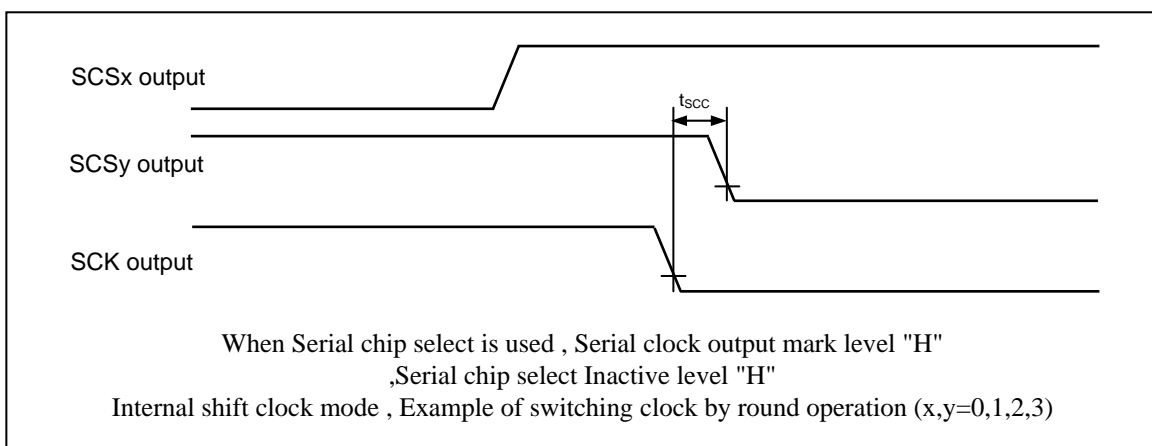 SCSx output
tSCC
SCSy output
SCK output
When Serial chip select is used , Serial clock output mark level "H"
,Serial chip select Inactive level "H"
Internal shift clock mode , Example of switching clock by round operation (x,y=0,1,2,3)